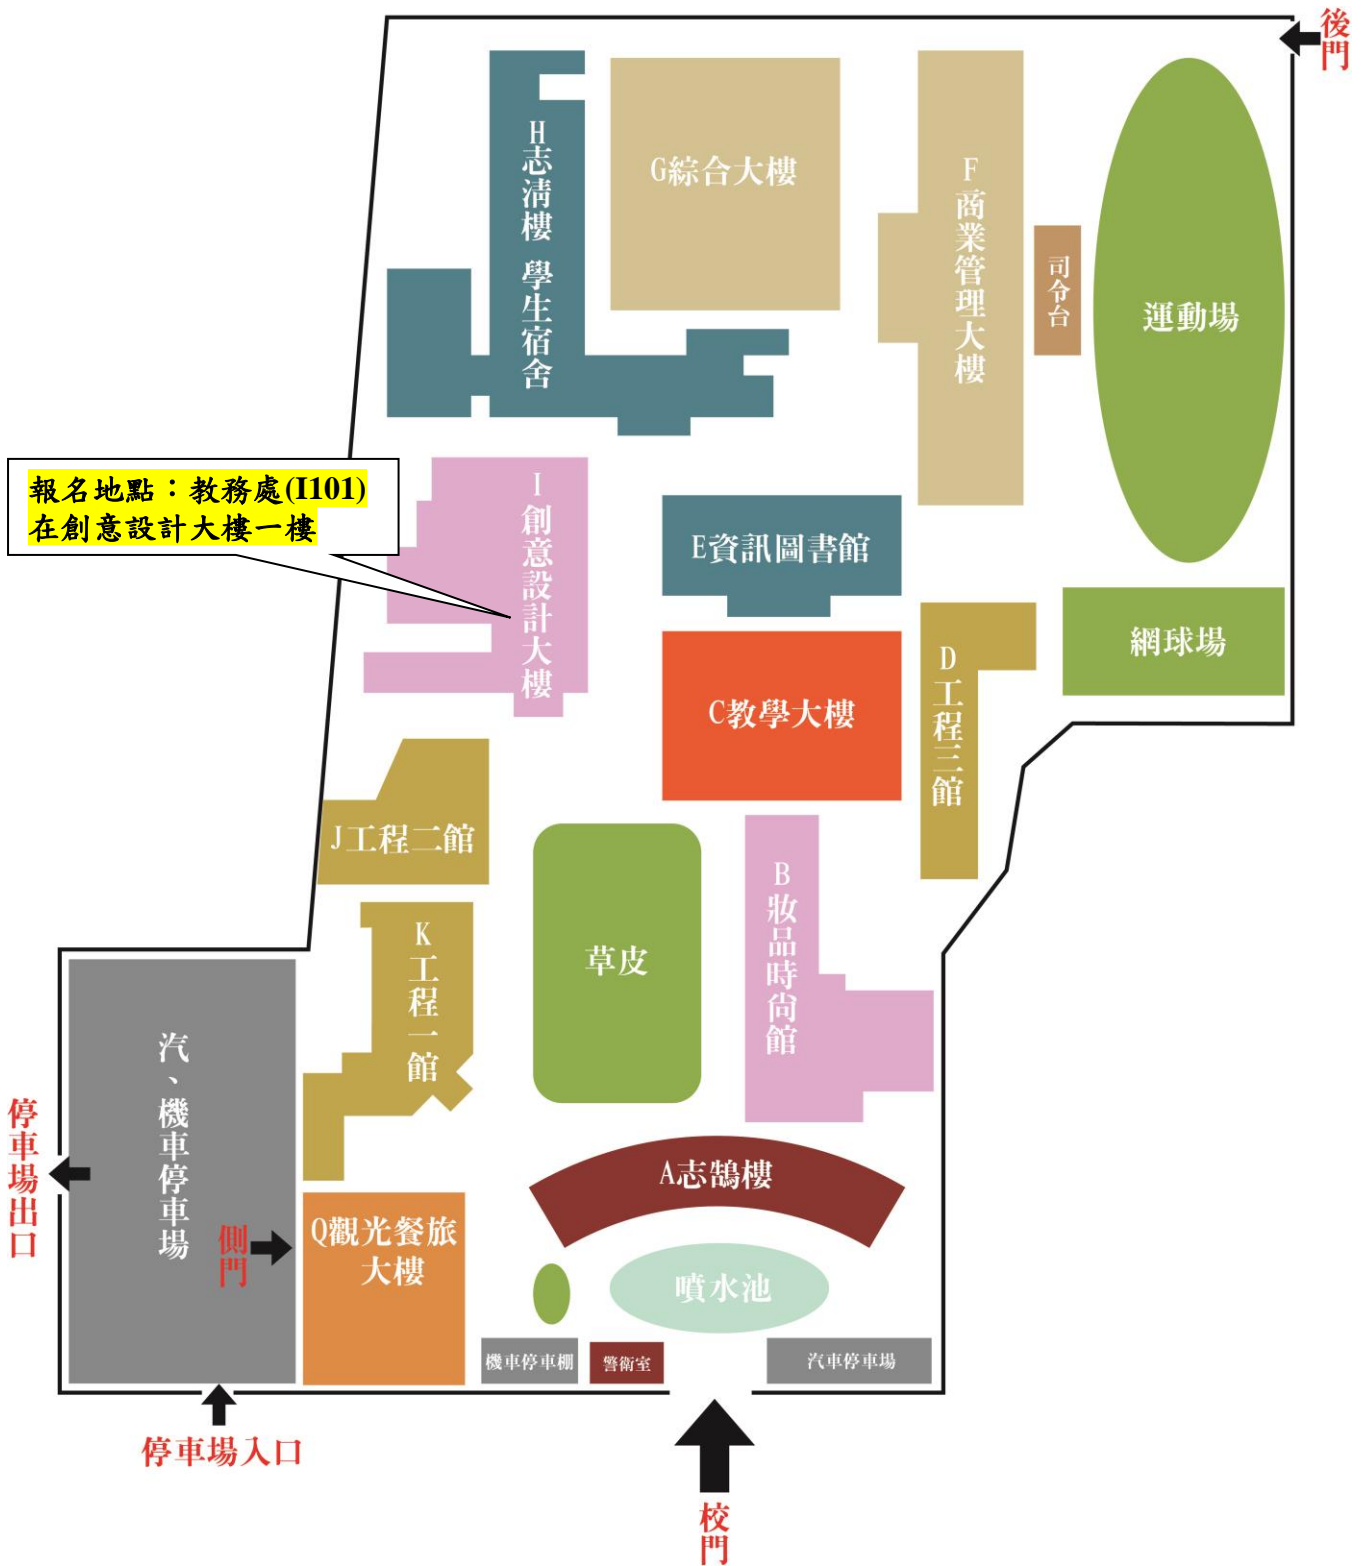 後門
H志清樓 學生宿舍
G綜合大樓
F商業管理大樓
司令台
運動場
報名地點：教務處(I101)
在創意設計大樓一樓
I創意設計大樓
E資訊圖書館
網球場
D工程三館
C教學大樓
J工程二館
B妝品時尚館
K工程一館
草皮
汽、機車停車場
停車場出口
側門
A志鵠樓
Q觀光餐旅
大樓
噴水池
機車停車棚
警衛室
汽車停車場
停車場入口
校門